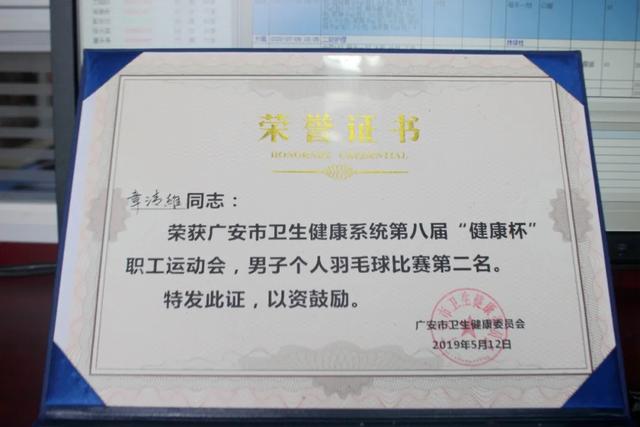 荣誉证书
HONORARY CREDENTIAL
章清维同志：
荣获广安市卫生健康系统第八届“健康杯”
职工运动会，男子个人羽毛球比赛第二名。
特发此证，以资鼓励。
广安市卫生健康委员会
2019年5月12日